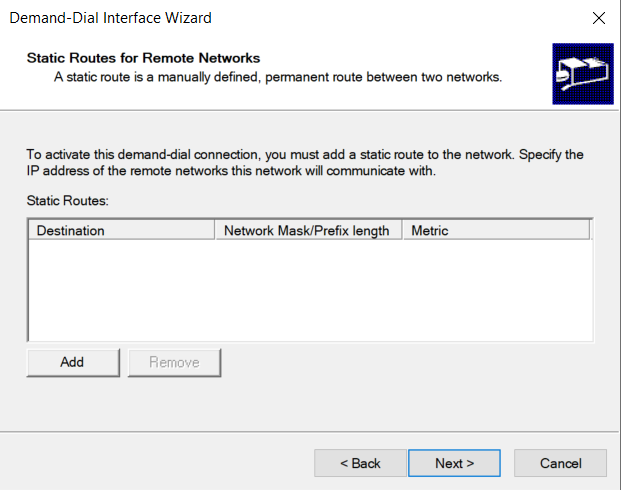 Demand-Dial Interface Wizard
Static Routes for Remote Networks
A static route is a manually defined, permanent route between two networks.
To activate this demand-dial connection, you must add a static route to the network. Specify the
IP address of the remote networks this network will communicate with.
Static Routes:
Destination Network Mask/Prefix length Metric
Add Remove
< Back Next > Cancel